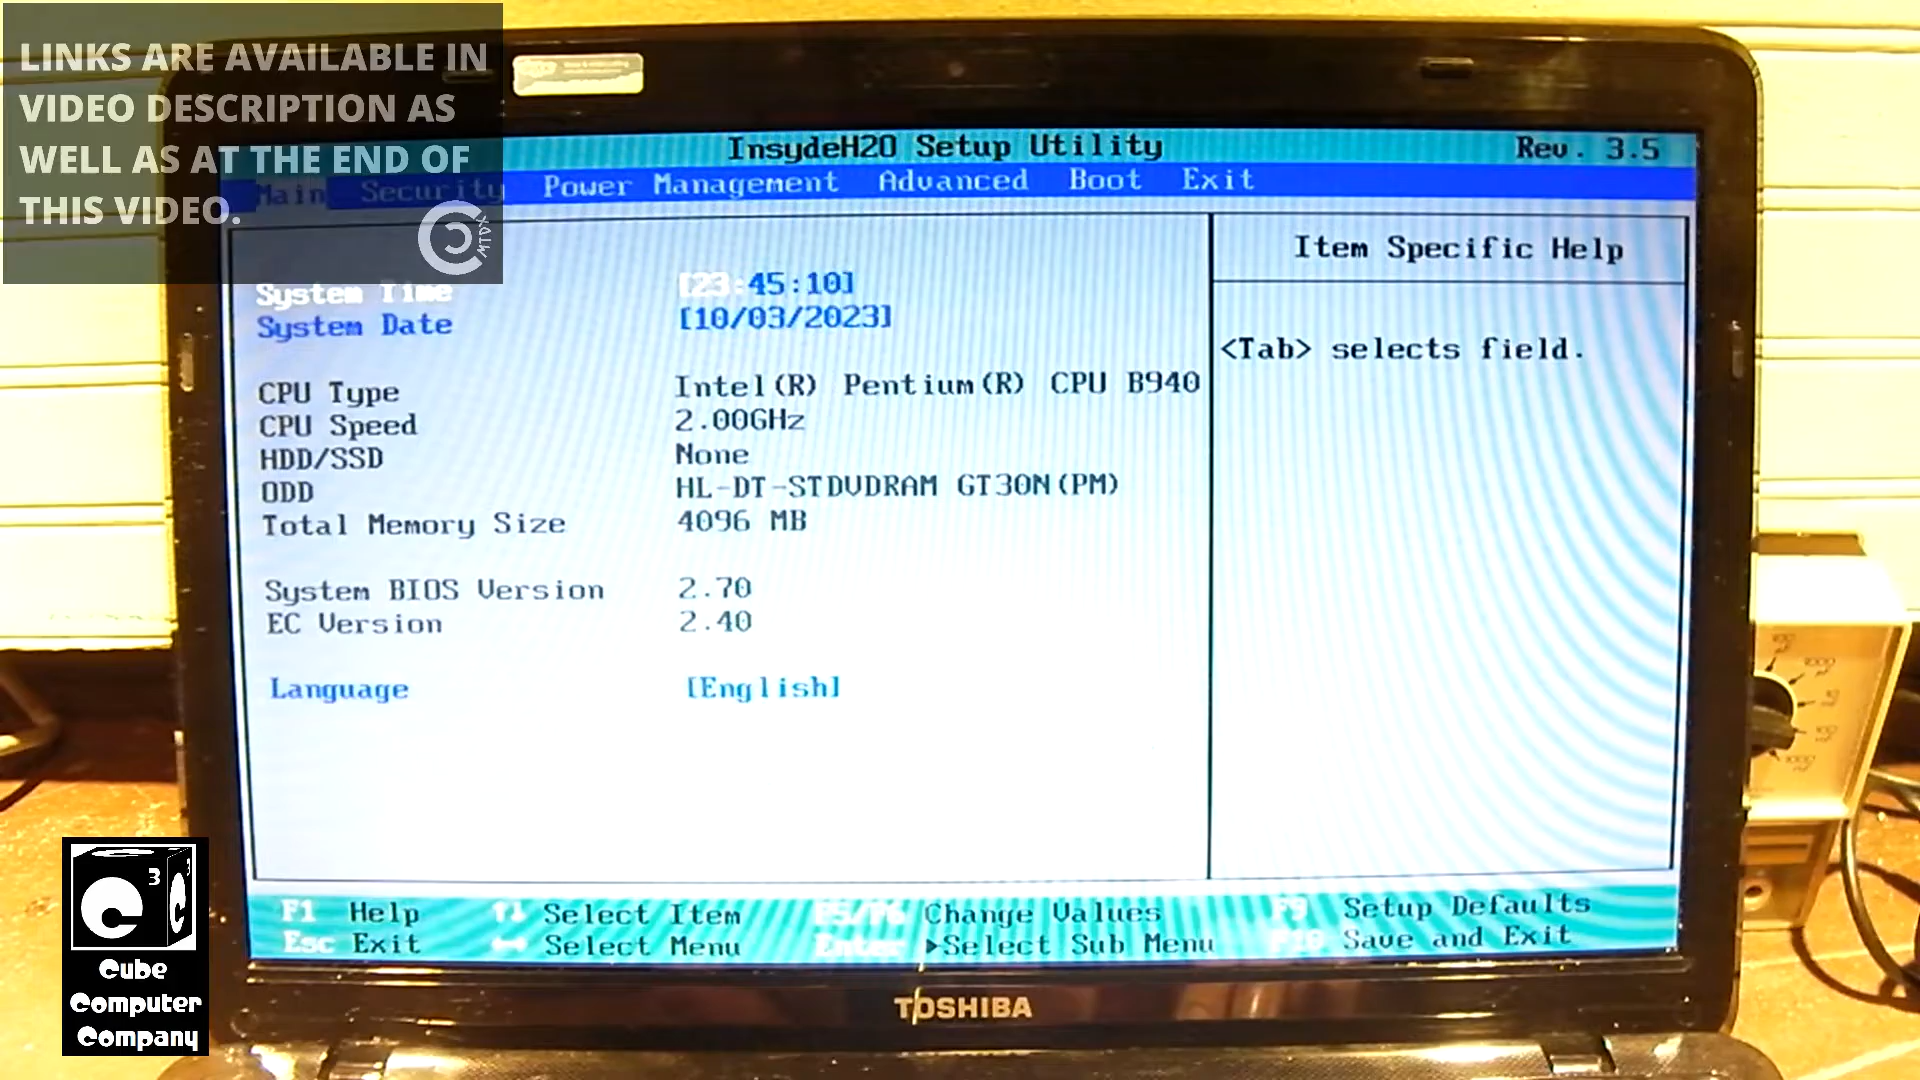 LINKS ARE AVAILABLE IN
VIDEO DESCRIPTION AS
WELL AS AT THE END OF
THIS VIDEO.
InsydeH2O Setup Utility Rev. 3.5
Main Security Power Management Advanced Boot Exit
System Time [23:45:10]
System Date [10/03/2023]
CPU Type Intel(R) Pentium(R) CPU B940
CPU Speed 2.00GHz
HDD/SSD None
ODD HL-DT-STDVDRAM GT30N(PM)
Total Memory Size 4096 MB
System BIOS Version 2.70
EC Version 2.40
Language [English]
Item Specific Help
<Tab> selects field.
F1 Help ↑↓ Select Item F5/F6 Change Values F9 Setup Defaults
Esc Exit ↔ Select Menu Enter ▶Select Sub Menu F10 Save and Exit
TOSHIBA
C3 C3
Cube
Computer
Company